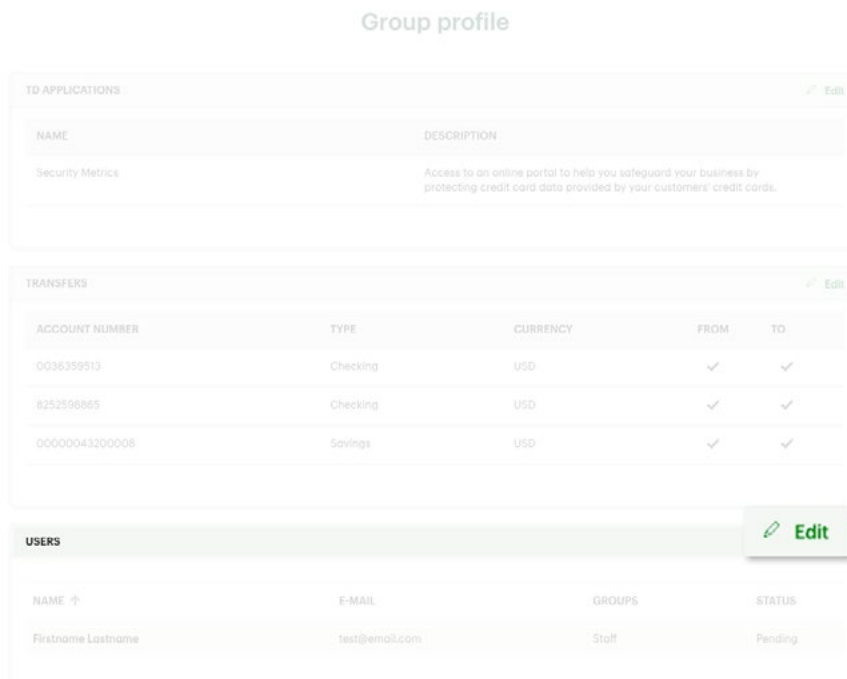 Group profile
TD APPLICATIONS Edit
NAME DESCRIPTION
Security Metrics Access to an online portal to help you safeguard your business by
protecting credit card data provided by your customers' credit cards.
TRANSFERS Edit
ACCOUNT NUMBER TYPE CURRENCY FROM TO
0036359513 Checking USD
8252598865 Checking USD
00000043200008 Savings USD
USERS Edit
NAME E-MAIL GROUPS STATUS
Firstname Lastname test@email.com Staff Pending